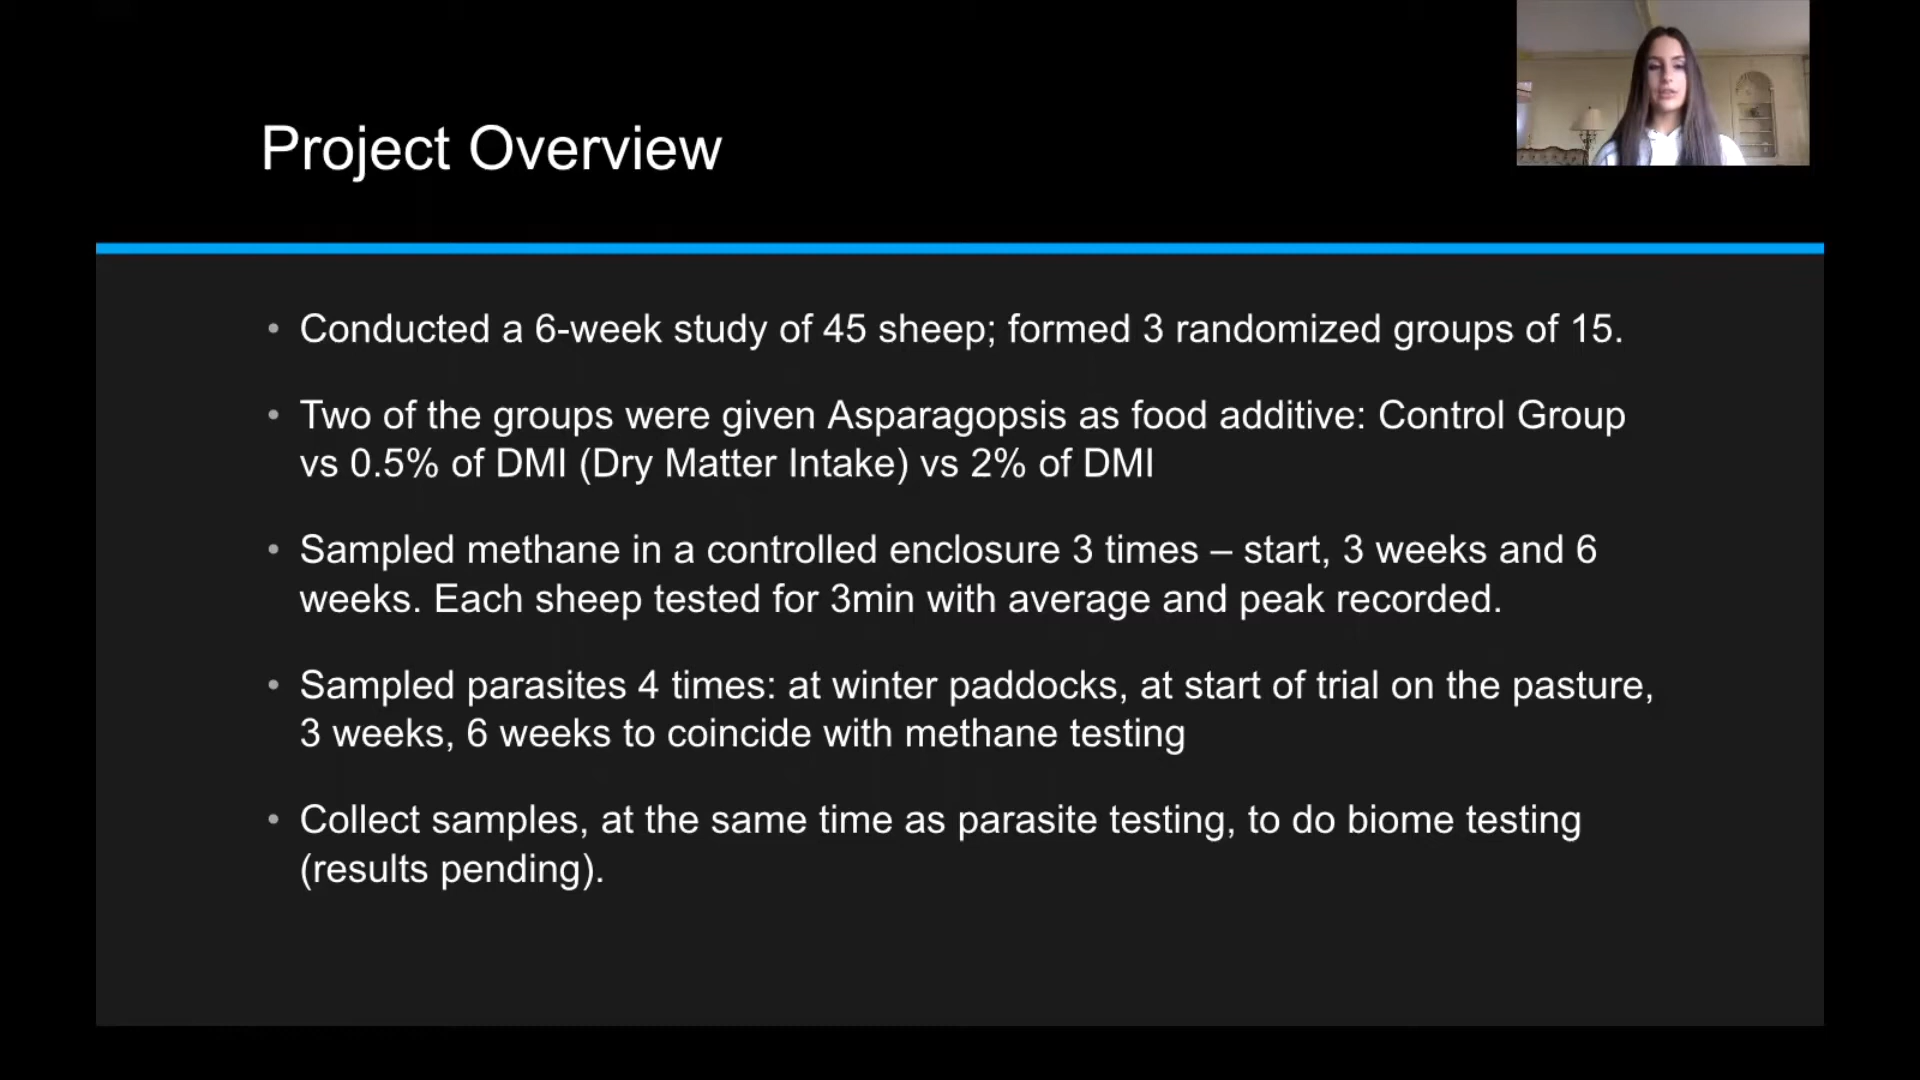 Project Overview
• Conducted a 6-week study of 45 sheep; formed 3 randomized groups of 15.
• Two of the groups were given Asparagopsis as food additive: Control Group
vs 0.5% of DMI (Dry Matter Intake) vs 2% of DMI
• Sampled methane in a controlled enclosure 3 times – start, 3 weeks and 6
weeks. Each sheep tested for 3min with average and peak recorded.
• Sampled parasites 4 times: at winter paddocks, at start of trial on the pasture,
3 weeks, 6 weeks to coincide with methane testing
• Collect samples, at the same time as parasite testing, to do biome testing
(results pending).